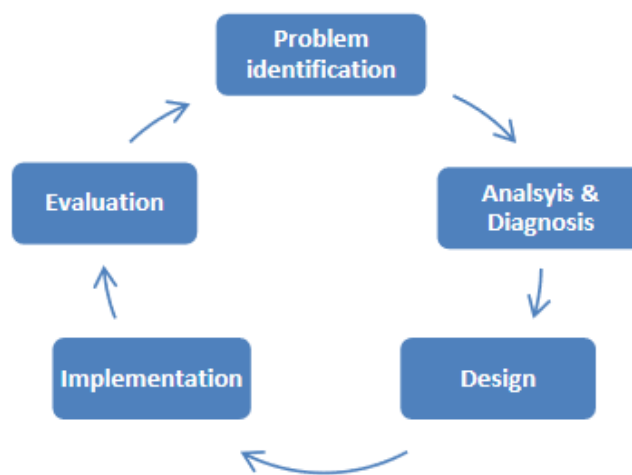 Problem
identification
Analsyis &
Diagnosis
Design
Implementation
Evaluation